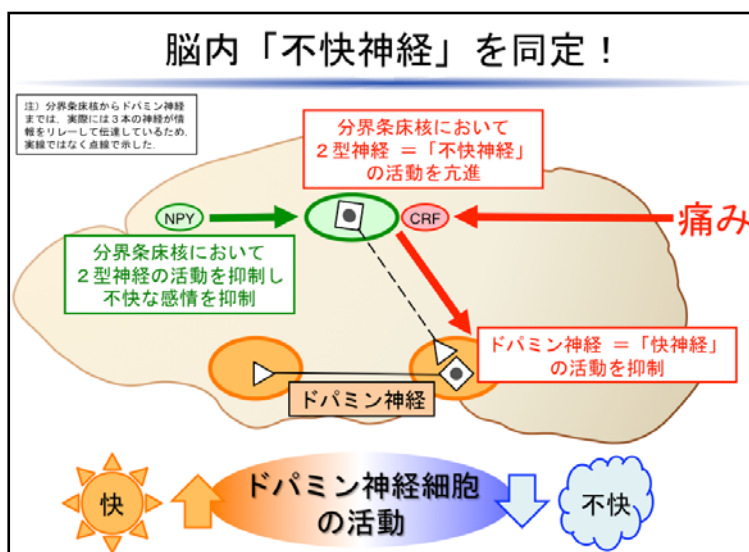 脳内「不快神経」を同定！
注）分界条床核からドパミン神経
までは、実際には３本の神経が情
報をリレーして伝達しているため、
実線ではなく点線で示した．
分界条床核において
２型神経 ＝「不快神経」
の活動を亢進
NPY
CRF
痛み
分界条床核において
２型神経の活動を抑制し
不快な感情を抑制
ドパミン神経 ＝「快神経」
の活動を抑制
ドパミン神経
快
ドパミン神経細胞
の活動
不快